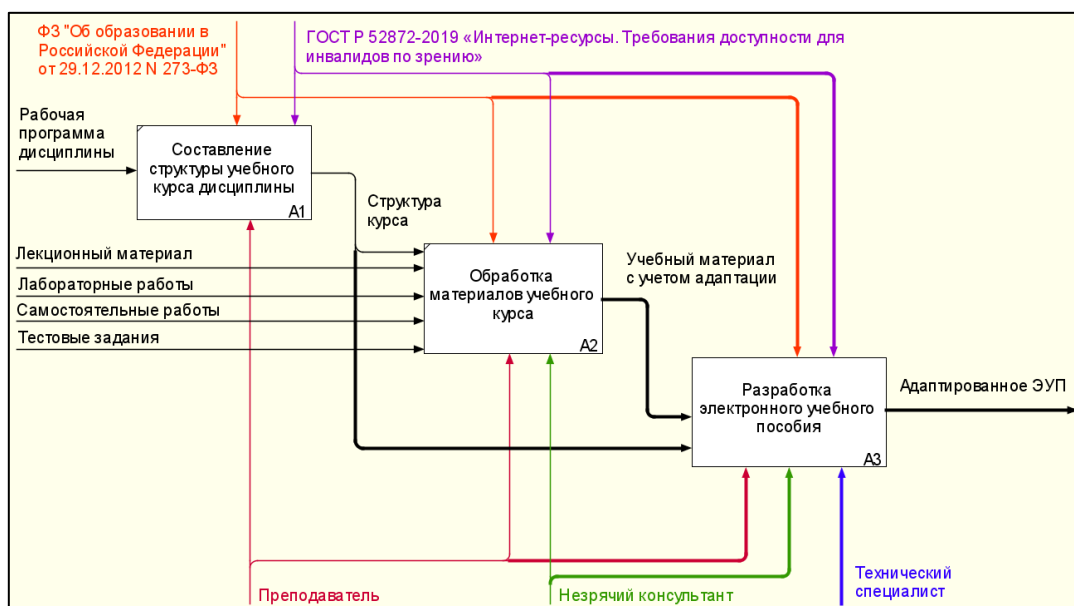 ФЗ "Об образовании в
Российской Федерации"
от 29.12.2012 N 273-ФЗ
ГОСТ Р 52872-2019 «Интернет-ресурсы. Требования доступности для
инвалидов по зрению»
Рабочая
программа
дисциплины
Составление
структуры учебного
курса дисциплины
A1
Структура
курса
Лекционный материал
Лабораторные работы
Самостоятельные работы
Тестовые задания
Обработка
материалов учебного
курса
A2
Учебный материал
с учетом адаптации
Разработка
электронного учебного
пособия
A3
Адаптированное ЭУП
Преподаватель
Незрячий консультант
Технический
специалист